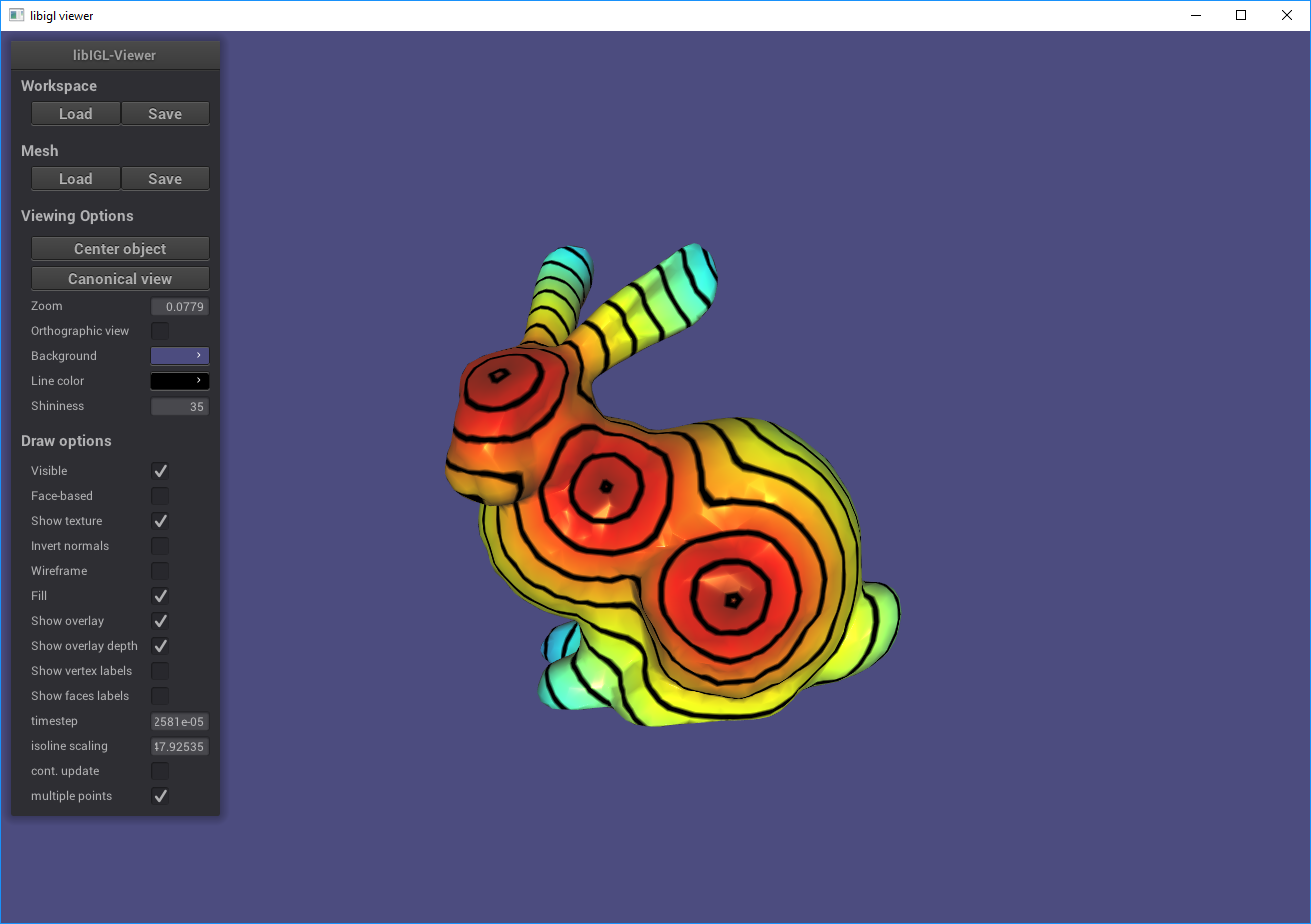 libigl viewer
libIGL-Viewer
Workspace
Load Save
Mesh
Load Save
Viewing Options
Center object
Canonical view
Zoom 0.0779
Orthographic view
Background
Line color
Shininess 35
Draw options
Visible
Face-based
Show texture
Invert normals
Wireframe
Fill
Show overlay
Show overlay depth
Show vertex labels
Show faces labels
timestep 2581e-05
isoline scaling 7.92535
cont. update
multiple points